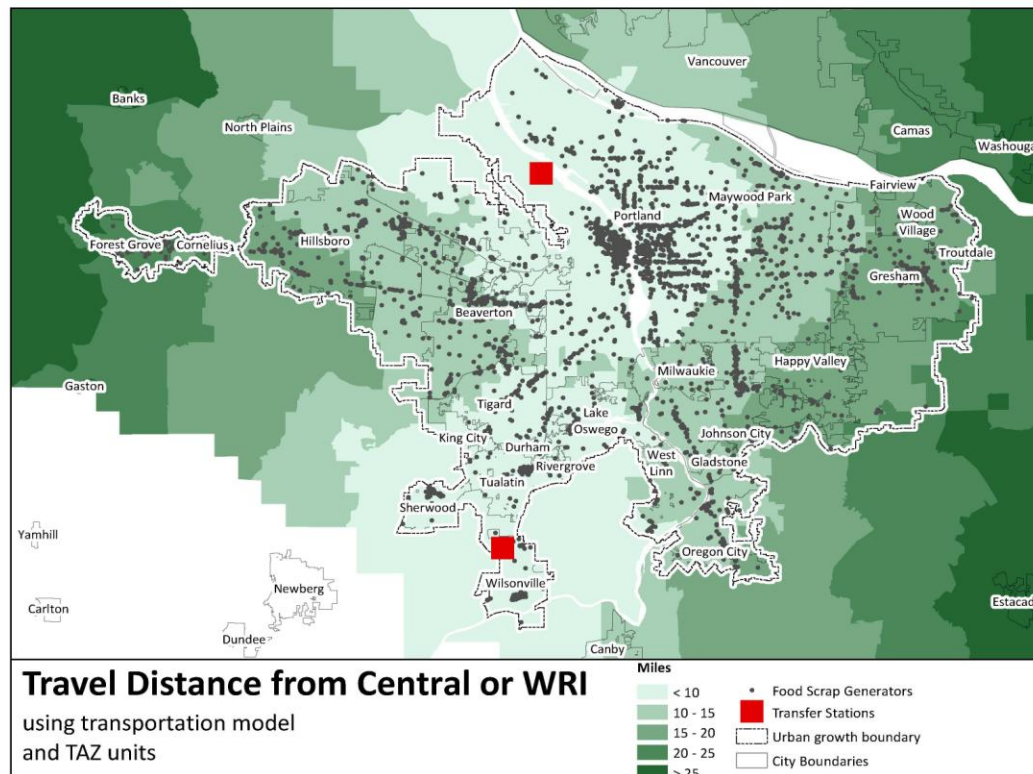 Vancouver
Banks
North Plains
Camas
Washouga
Fairview
Maywood Park
Wood
Village
Portland
Troutdale
Forest Grove
Cornelius
Hillsboro
Gresham
Beaverton
Happy Valley
Milwaukie
Gaston
Tigard
Lake
Oswego
King City
Durham
Johnson City
Rivergrove
West
Linn
Gladstone
Tualatin
Sherwood
Yamhill
Oregon City
Wilsonville
Newberg
Carlton
Estacad
Dundee
Canby
Travel Distance from Central or WRI
using transportation model
and TAZ units
Miles
< 10
10 - 15
15 - 20
20 - 25
> 25
Food Scrap Generators
Transfer Stations
Urban growth boundary
City Boundaries